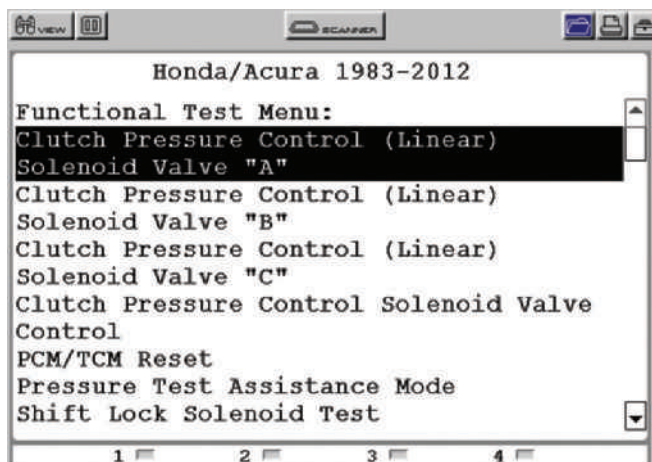 VIEW
SCANNER
Honda/Acura 1983-2012
Functional Test Menu:
Clutch Pressure Control (Linear)
Solenoid Valve "A"
Clutch Pressure Control (Linear)
Solenoid Valve "B"
Clutch Pressure Control (Linear)
Solenoid Valve "C"
Clutch Pressure Control Solenoid Valve
Control
PCM/TCM Reset
Pressure Test Assistance Mode
Shift Lock Solenoid Test
1 2 3 4